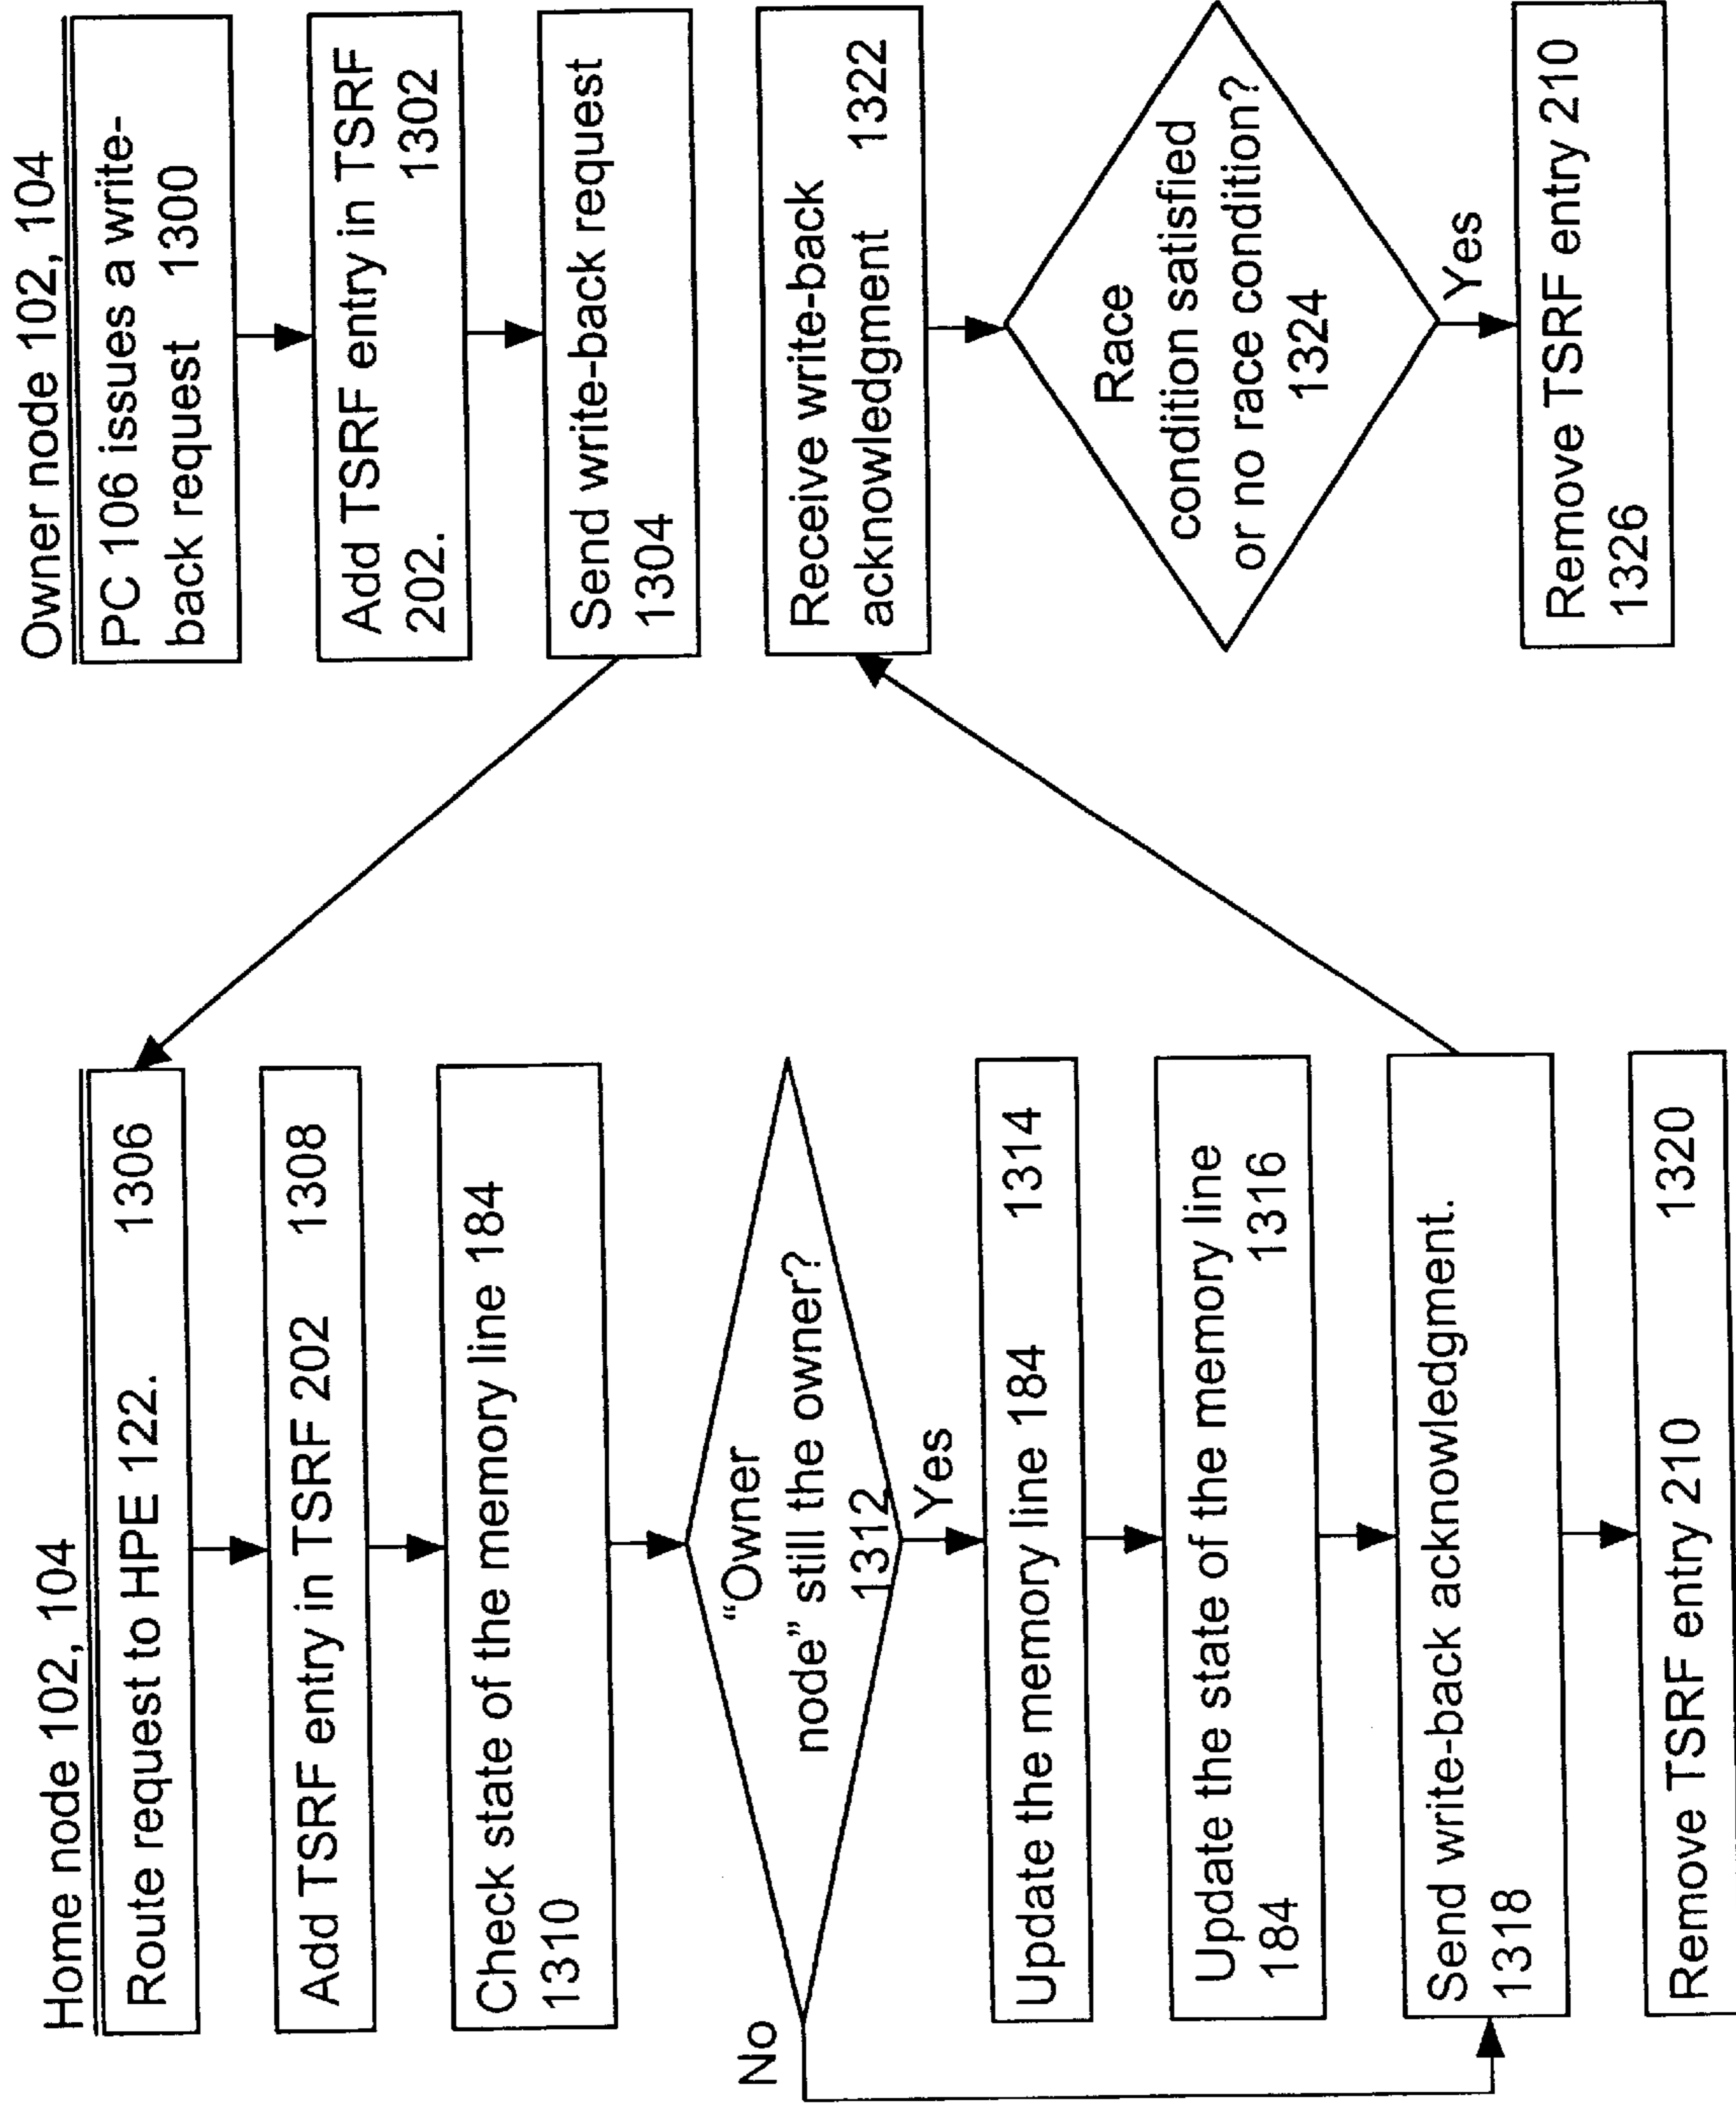 Home node 102, 104
Route request to HPE 122. 1306
Add TSRF entry in TSRF 202 1308
Check state of the memory line 184
1310
"Owner
node" still the owner?
1312
No
Yes
Update the memory line 184 1314
Update the state of the memory line
184 1316
Send write-back acknowledgment.
1318
Remove TSRF entry 210 1320
Owner node 102, 104
PC 106 issues a write-
back request 1300
Add TSRF entry in TSRF
202. 1302
Send write-back request
1304
Receive write-back
acknowledgment 1322
Race
condition satisfied
or no race condition?
1324
Yes
Remove TSRF entry 210
1326